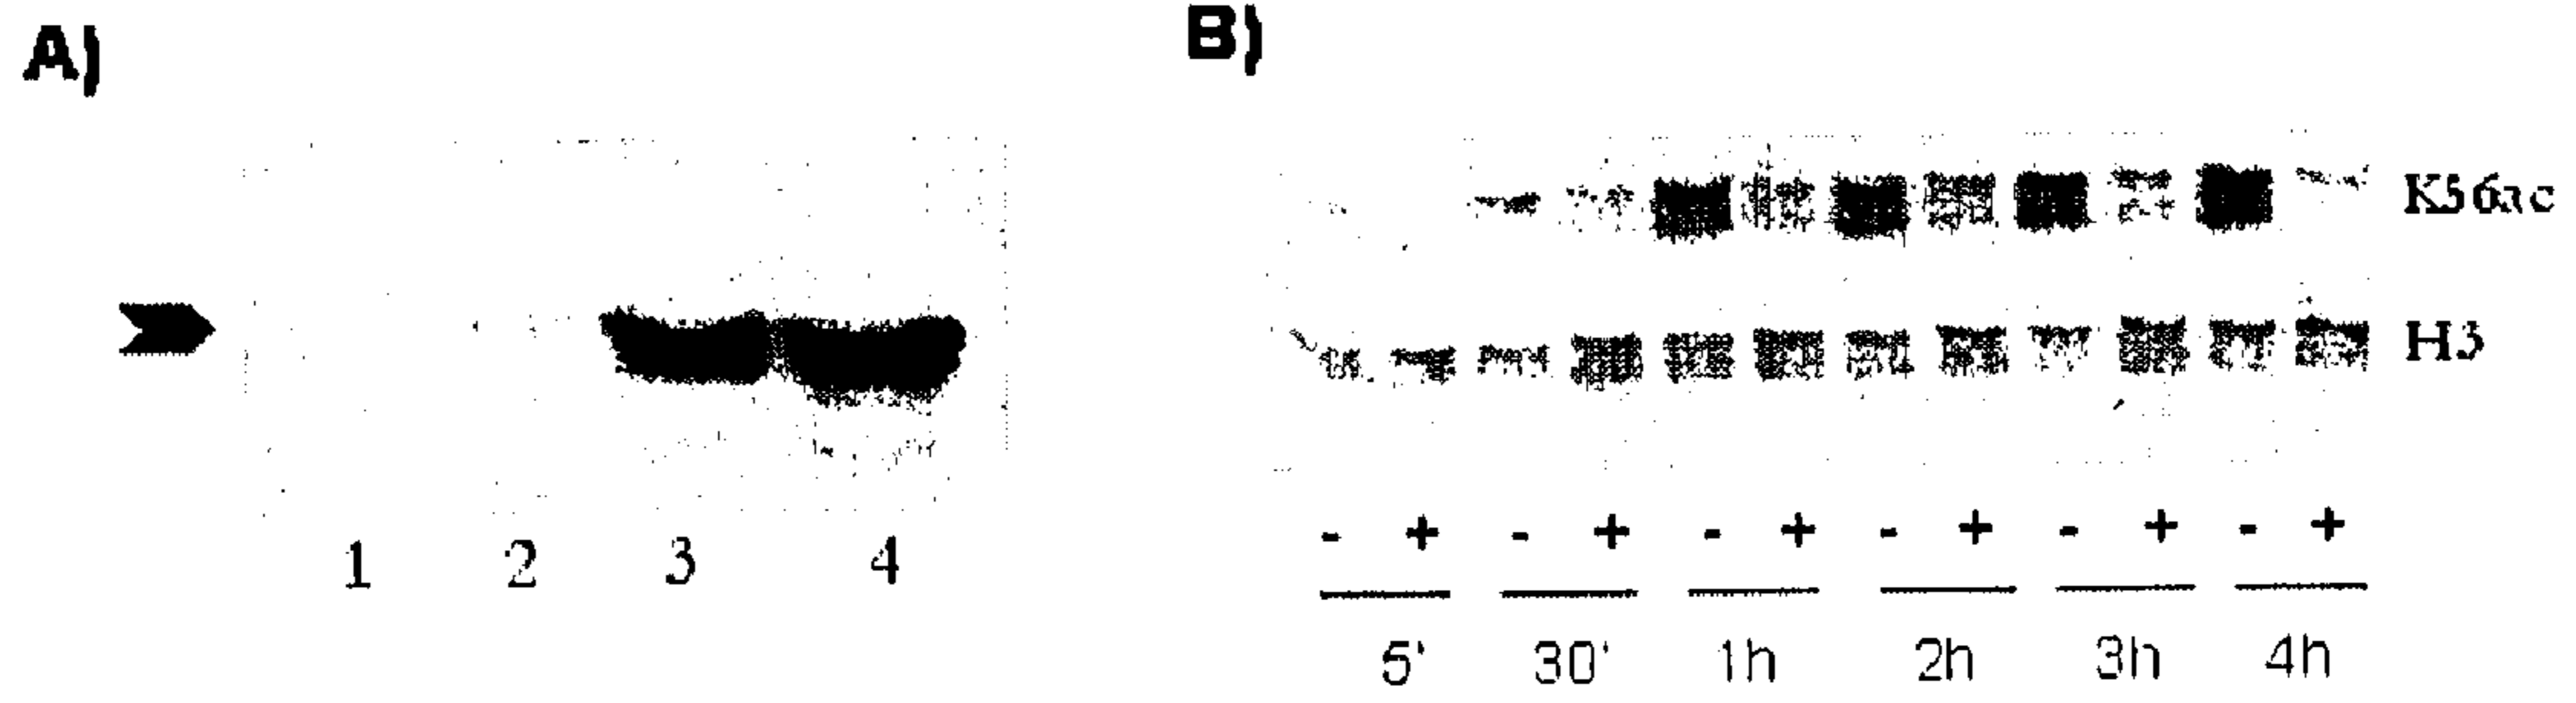 A)
B)
K56ac
H3
1 2 3 4
- + - + - + - + - + - +
5' 30' 1h 2h 3h 4h